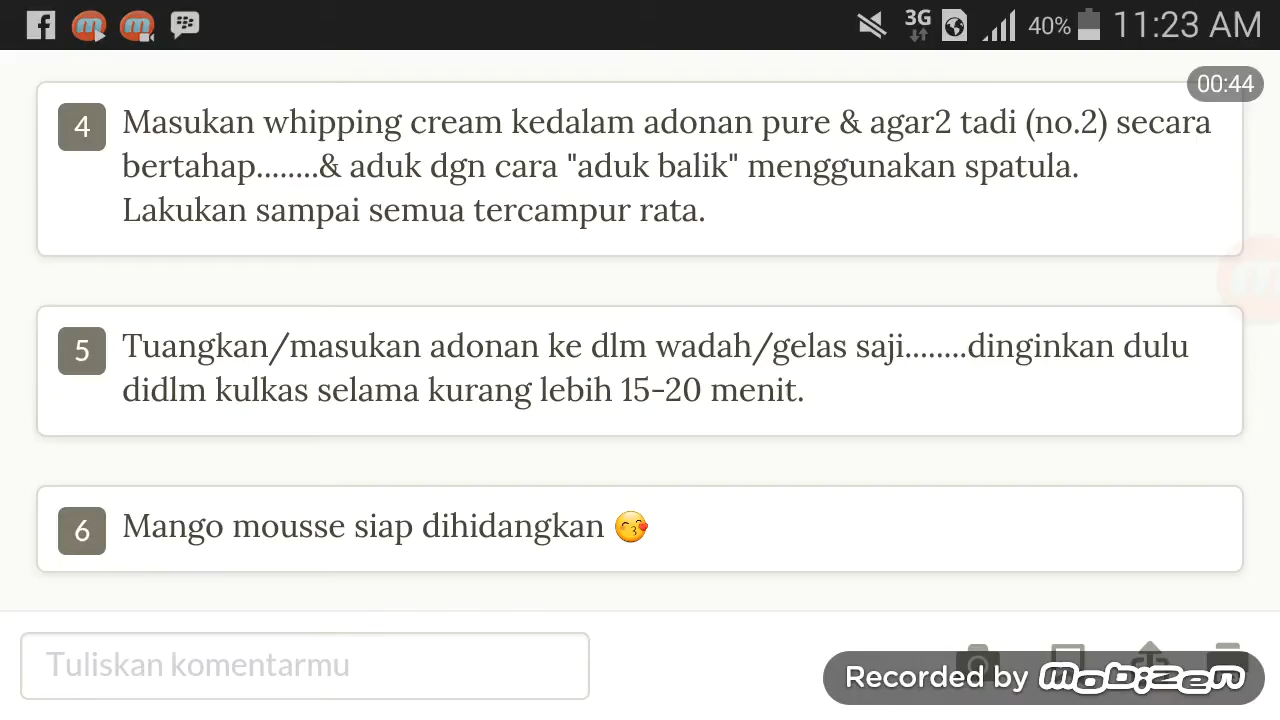 3G 40% 11:23 AM
00:44
4 Masukan whipping cream kedalam adonan pure & agar2 tadi (no.2) secara
bertahap........& aduk dgn cara "aduk balik" menggunakan spatula.
Lakukan sampai semua tercampur rata.
5 Tuangkan/masukan adonan ke dlm wadah/gelas saji........dinginkan dulu
didlm kulkas selama kurang lebih 15-20 menit.
6 Mango mousse siap dihidangkan 😙
Tuliskan komentarmu
Recorded by mobizen